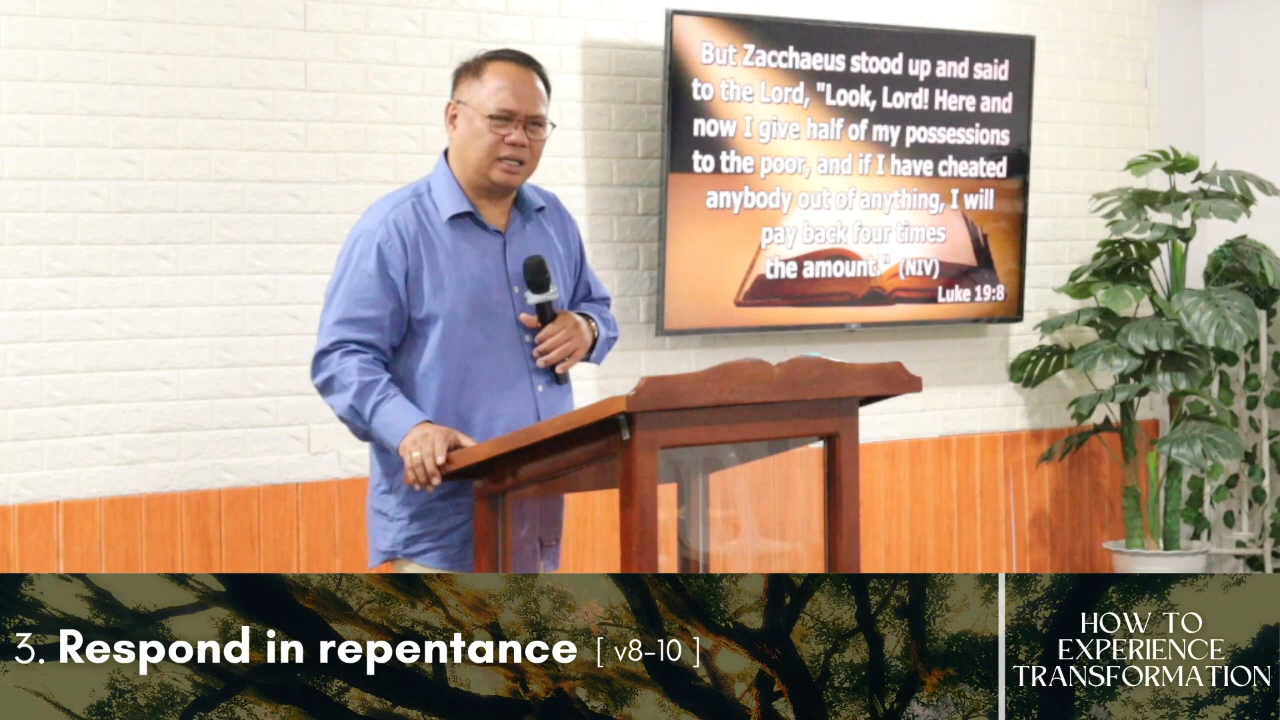 But Zacchaeus stood up and said
to the Lord, "Look, Lord! Here and
now I give half of my possessions
to the poor, and if I have cheated
anybody out of anything, I will
pay back four times
the amount." (NIV)
Luke 19:8
3. Respond in repentance [ v8-10 ]
HOW TO
EXPERIENCE
TRANSFORMATION